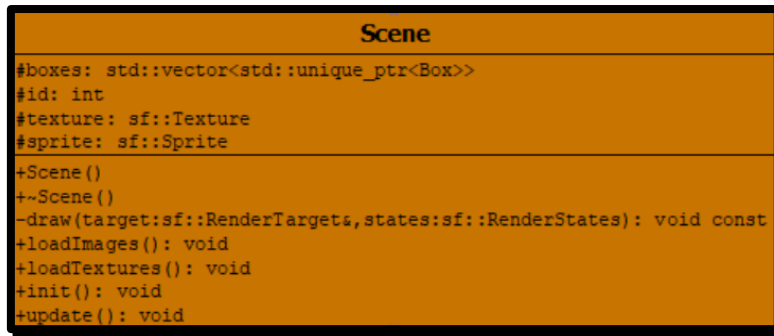 Scene
#boxes: std::vector<std::unique_ptr<Box>>
#id: int
#texture: sf::Texture
#sprite: sf::Sprite
+Scene()
+~Scene()
-draw(target:sf::RenderTarget&,states:sf::RenderStates): void const
+loadImages(): void
+loadTextures(): void
+init(): void
+update(): void